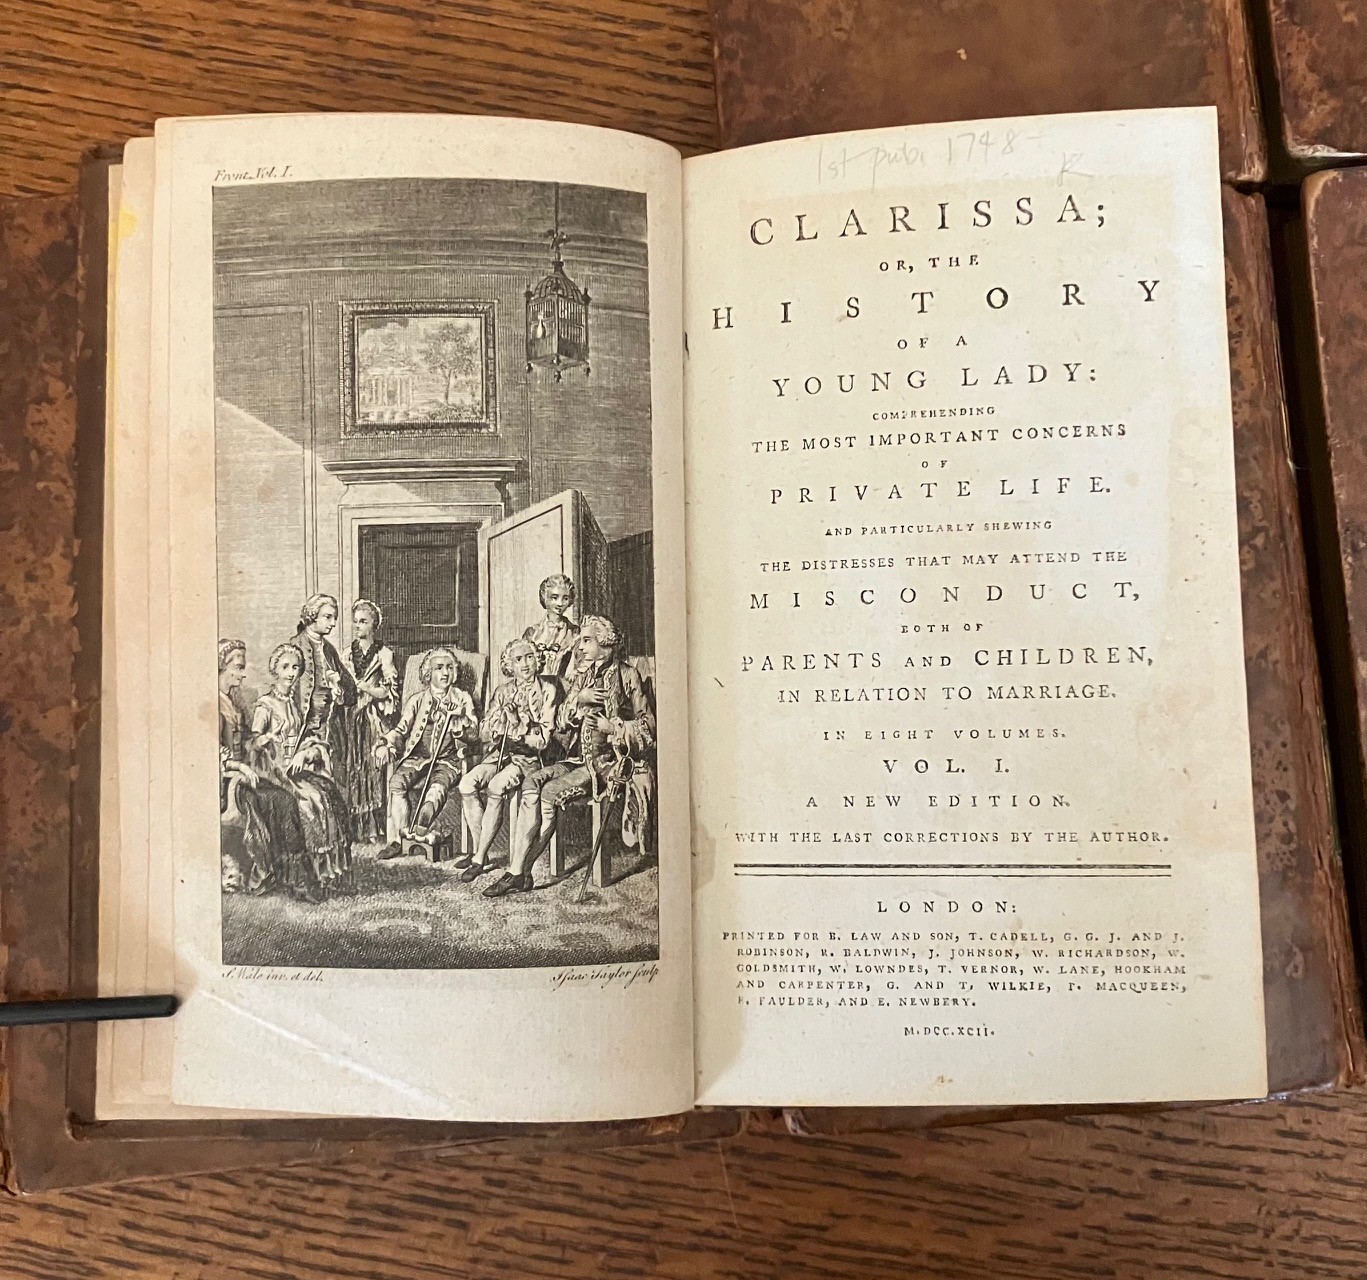 Front. Vol. I.
S. Wale inv. et del.
Isaac Taylor sculp
1st pub. 1748-
CLARISSA;
OR, THE
HISTORY
OF A
YOUNG LADY:
COMPREHENDING
THE MOST IMPORTANT CONCERNS
OF
PRIVATE LIFE.
AND PARTICULARLY SHEWING
THE DISTRESSES THAT MAY ATTEND THE
MISCONDUCT,
BOTH OF
PARENTS AND CHILDREN,
IN RELATION TO MARRIAGE.
IN EIGHT VOLUMES.
VOL. I.
A NEW EDITION.
WITH THE LAST CORRECTIONS BY THE AUTHOR.
LONDON:
PRINTED FOR B. LAW AND SON, T. CADELL, G. G. J. AND J.
ROBINSON, R. BALDWIN, J. JOHNSON, W. RICHARDSON, W.
GOLDSMITH, W. LOWNDES, T. VERNOR, W. LANE, HOOKHAM
AND CARPENTER, G. AND T. WILKIE, P. MACQUEEN,
R. FAULDER, AND E. NEWBERY.
M.DCC.XCII.